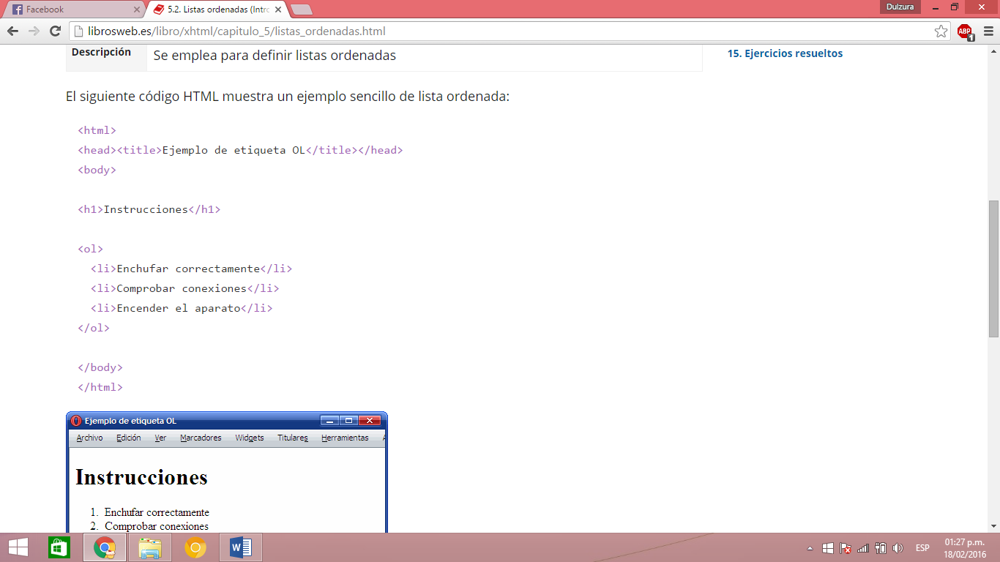 Facebook
5.2. Listas ordenadas (Intro
Dulzura
librosweb.es/libro/xhtml/capitulo_5/listas_ordenadas.html
ABP
1
Descripción Se emplea para definir listas ordenadas
15. Ejercicios resueltos
El siguiente código HTML muestra un ejemplo sencillo de lista ordenada:
<html>
<head><title>Ejemplo de etiqueta OL</title></head>
<body>
<h1>Instrucciones</h1>
<ol>
<li>Enchufar correctamente</li>
<li>Comprobar conexiones</li>
<li>Encender el aparato</li>
</ol>
</body>
</html>
Ejemplo de etiqueta OL
Archivo Edición Ver Marcadores Widgets Titulares Herramientas
Instrucciones
1. Enchufar correctamente
2. Comprobar conexiones
ESP
01:27 p.m.
18/02/2016